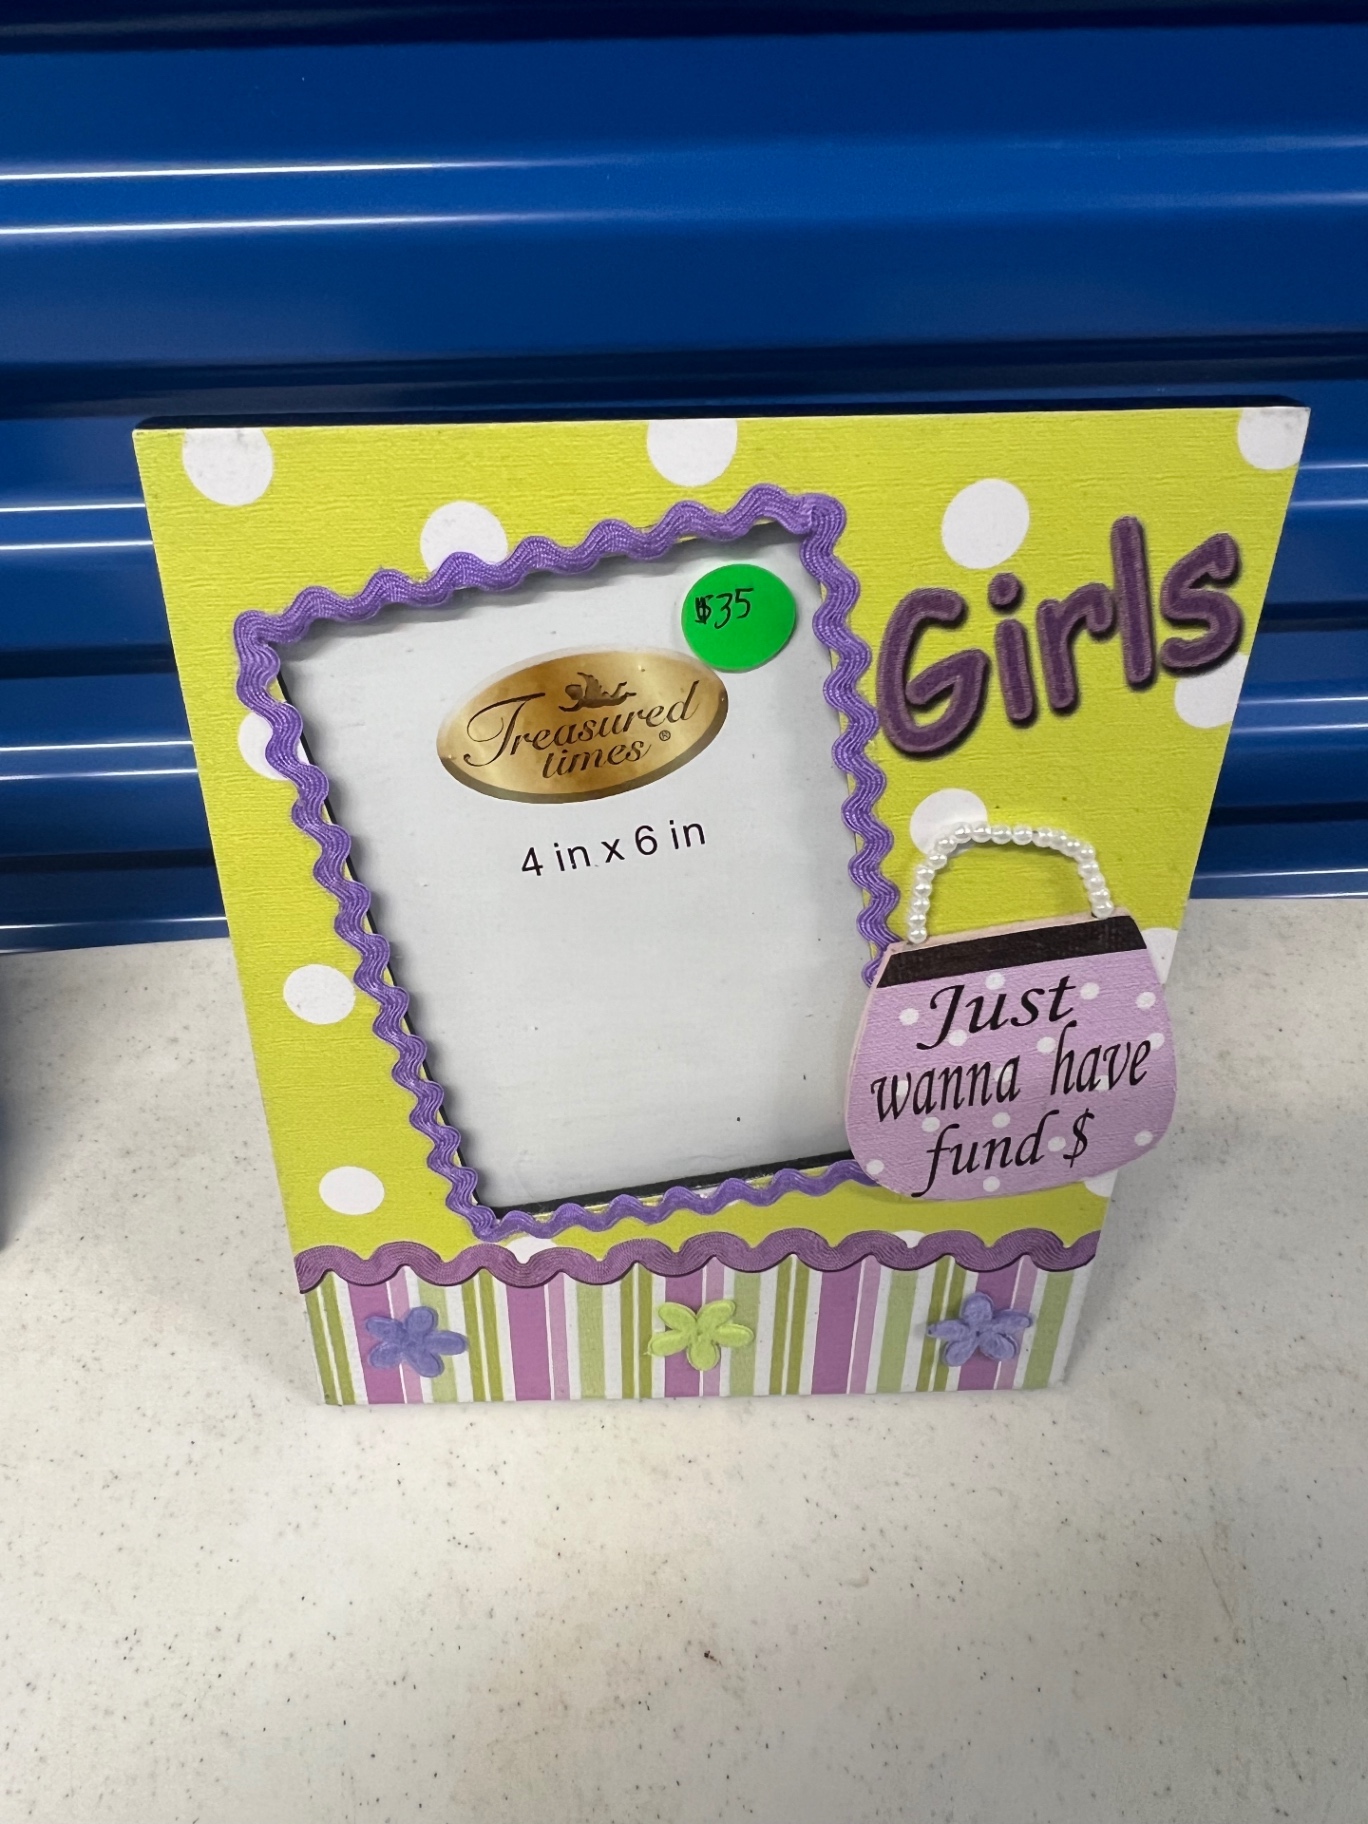 $35
Girls
Treasured
times®
4 in x 6 in
Just
wanna have
fund$